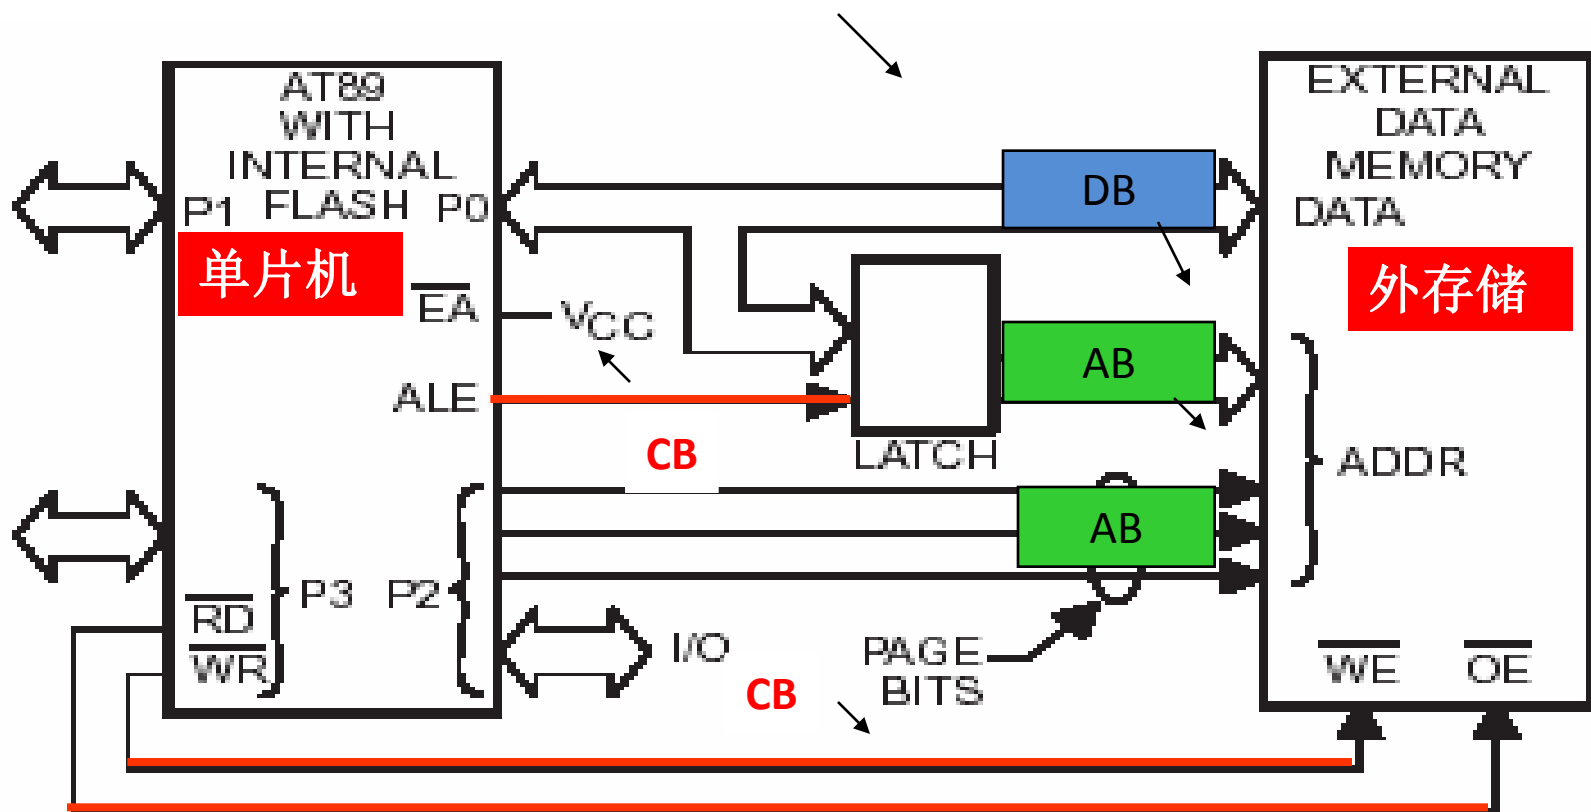 AT89
WITH
INTERNAL
FLASH
P1
P0
单片机
EA
VCC
ALE
CB
P3
P2
RD
WR
I/O
CB
DB
AB
LATCH
AB
PAGE
BITS
EXTERNAL
DATA
MEMORY
DATA
外存储
ADDR
WE
OE